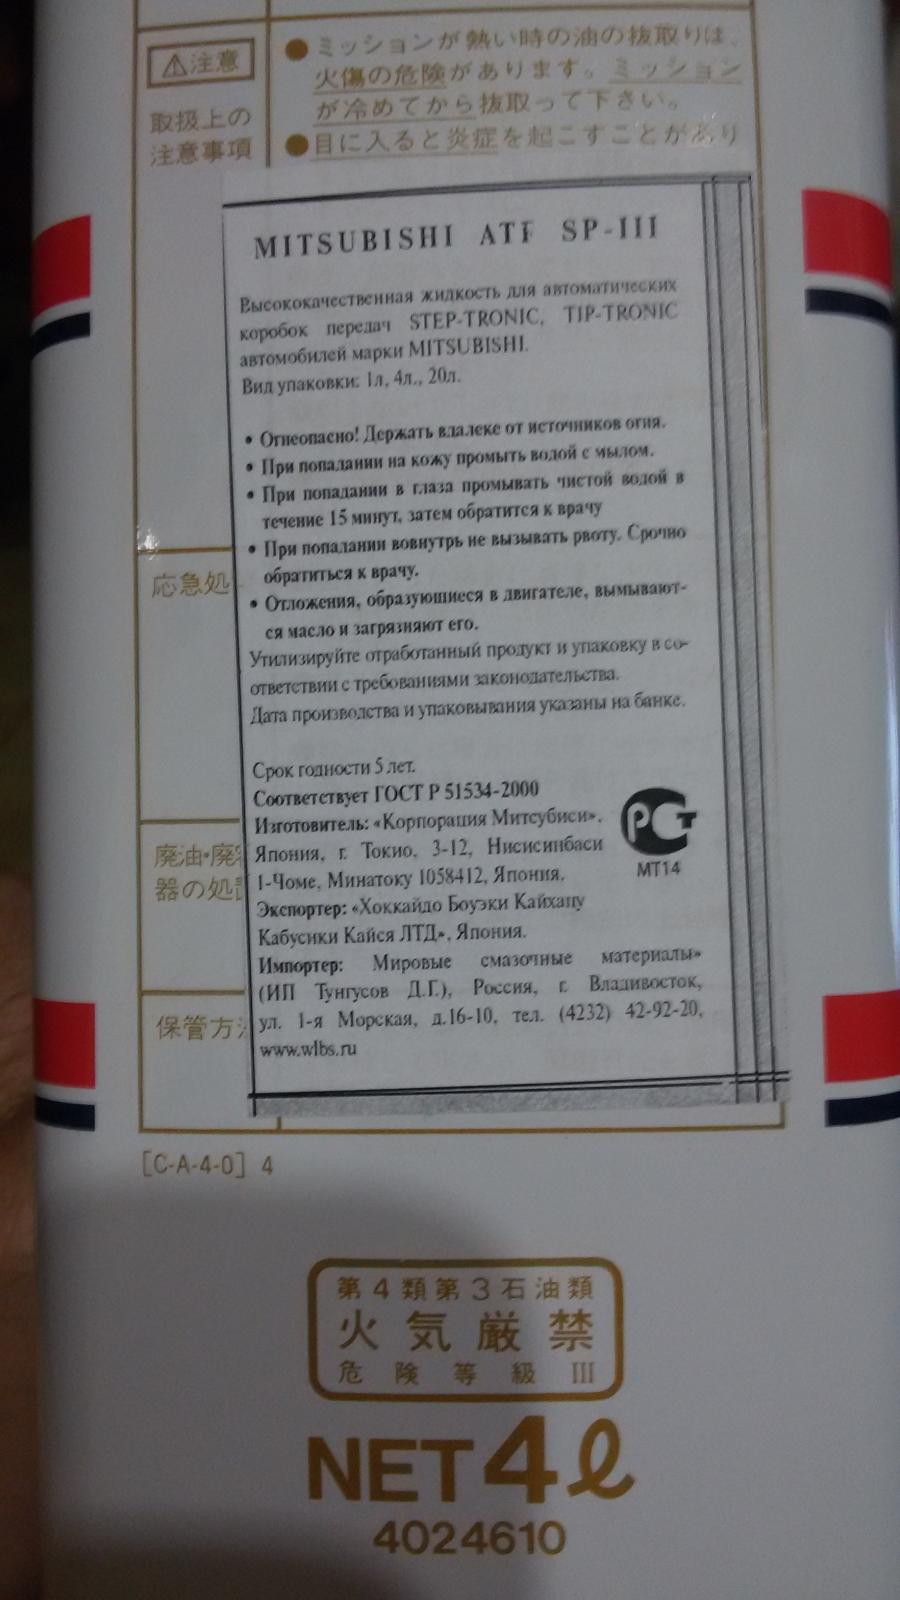 ⚠注意
取扱上の
注意事項
●ミッションが熱い時の油の抜取りは、
火傷の危険があります。ミッション
が冷めてから抜取って下さい。
●目に入ると炎症を起こすことがあり
MITSUBISHI ATF SP-III
Высококачественная жидкость для автоматических
коробок передач STEP-TRONIC, TIP-TRONIC
автомобилей марки MITSUBISHI.
Вид упаковки: 1л, 4л., 20л.
• Огнеопасно! Держать вдалеке от источников огня.
• При попадании на кожу промыть водой с мылом.
• При попадании в глаза промывать чистой водой в
течение 15 минут, затем обратится к врачу
• При попадании вовнутрь не вызывать рвоту. Срочно
обратиться к врачу.
• Отложения, образующиеся в двигателе, вымывают-
ся масло и загрязняют его.
Утилизируйте отработанный продукт и упаковку в со-
ответствии с требованиями законодательства.
Дата производства и упаковывания указаны на банке.
Срок годности 5 лет.
Соответствует ГОСТ Р 51534-2000
Изготовитель: «Корпорация Митсубиси».
Япония, г. Токио, 3-12, Нисисинбаси
1-Чоме, Минатоку 1058412, Япония.
Экспортер: «Хоккайдо Боуэки Кайхану
Кабусики Кайся ЛТД», Япония.
Импортер: Мировые смазочные материалы»
(ИП Тунгусов Д.Г.), Россия, г. Владивосток,
ул. 1-я Морская, д.16-10, тел. (4232) 42-92-20,
www.wlbs.ru
РСТ
МТ14
応急処
廃油・廃容
器の処置
保管方法
[C-A-4-0] 4
第4類第3石油類
火気厳禁
危険等級III
NET 4ℓ
4024610